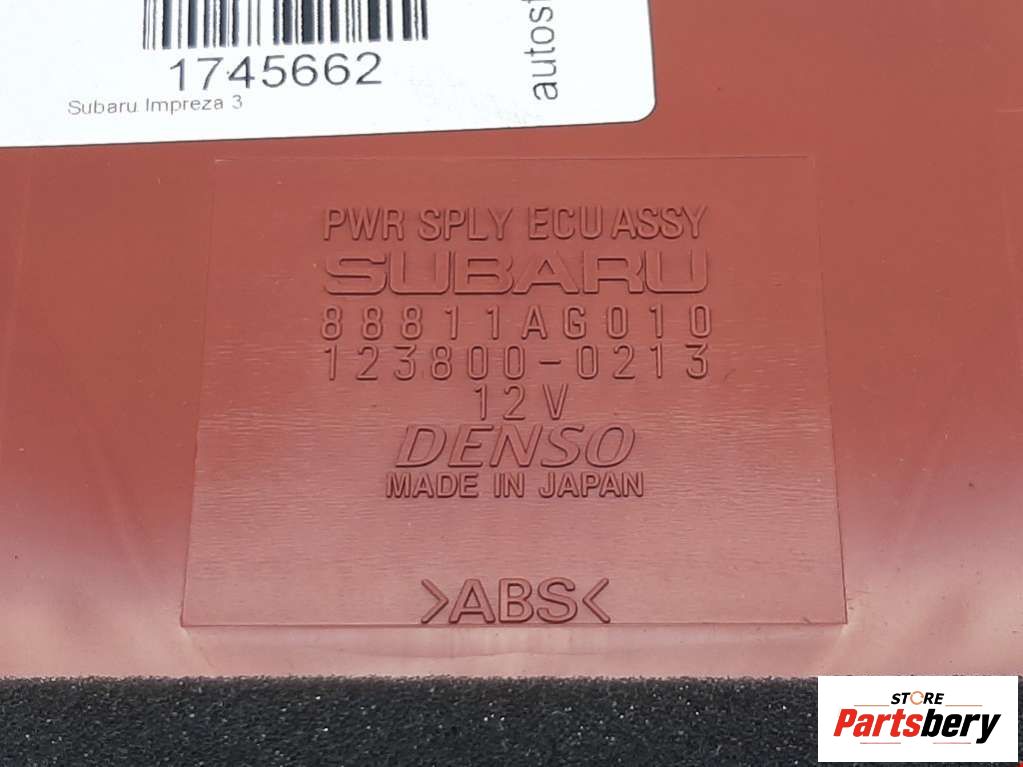 1745662
Subaru Impreza 3
PWR SPLY ECU ASSY
SUBARU
88811AG010
123800-0213
12V
DENSO
MADE IN JAPAN
>ABS<
STORE
Partsbery